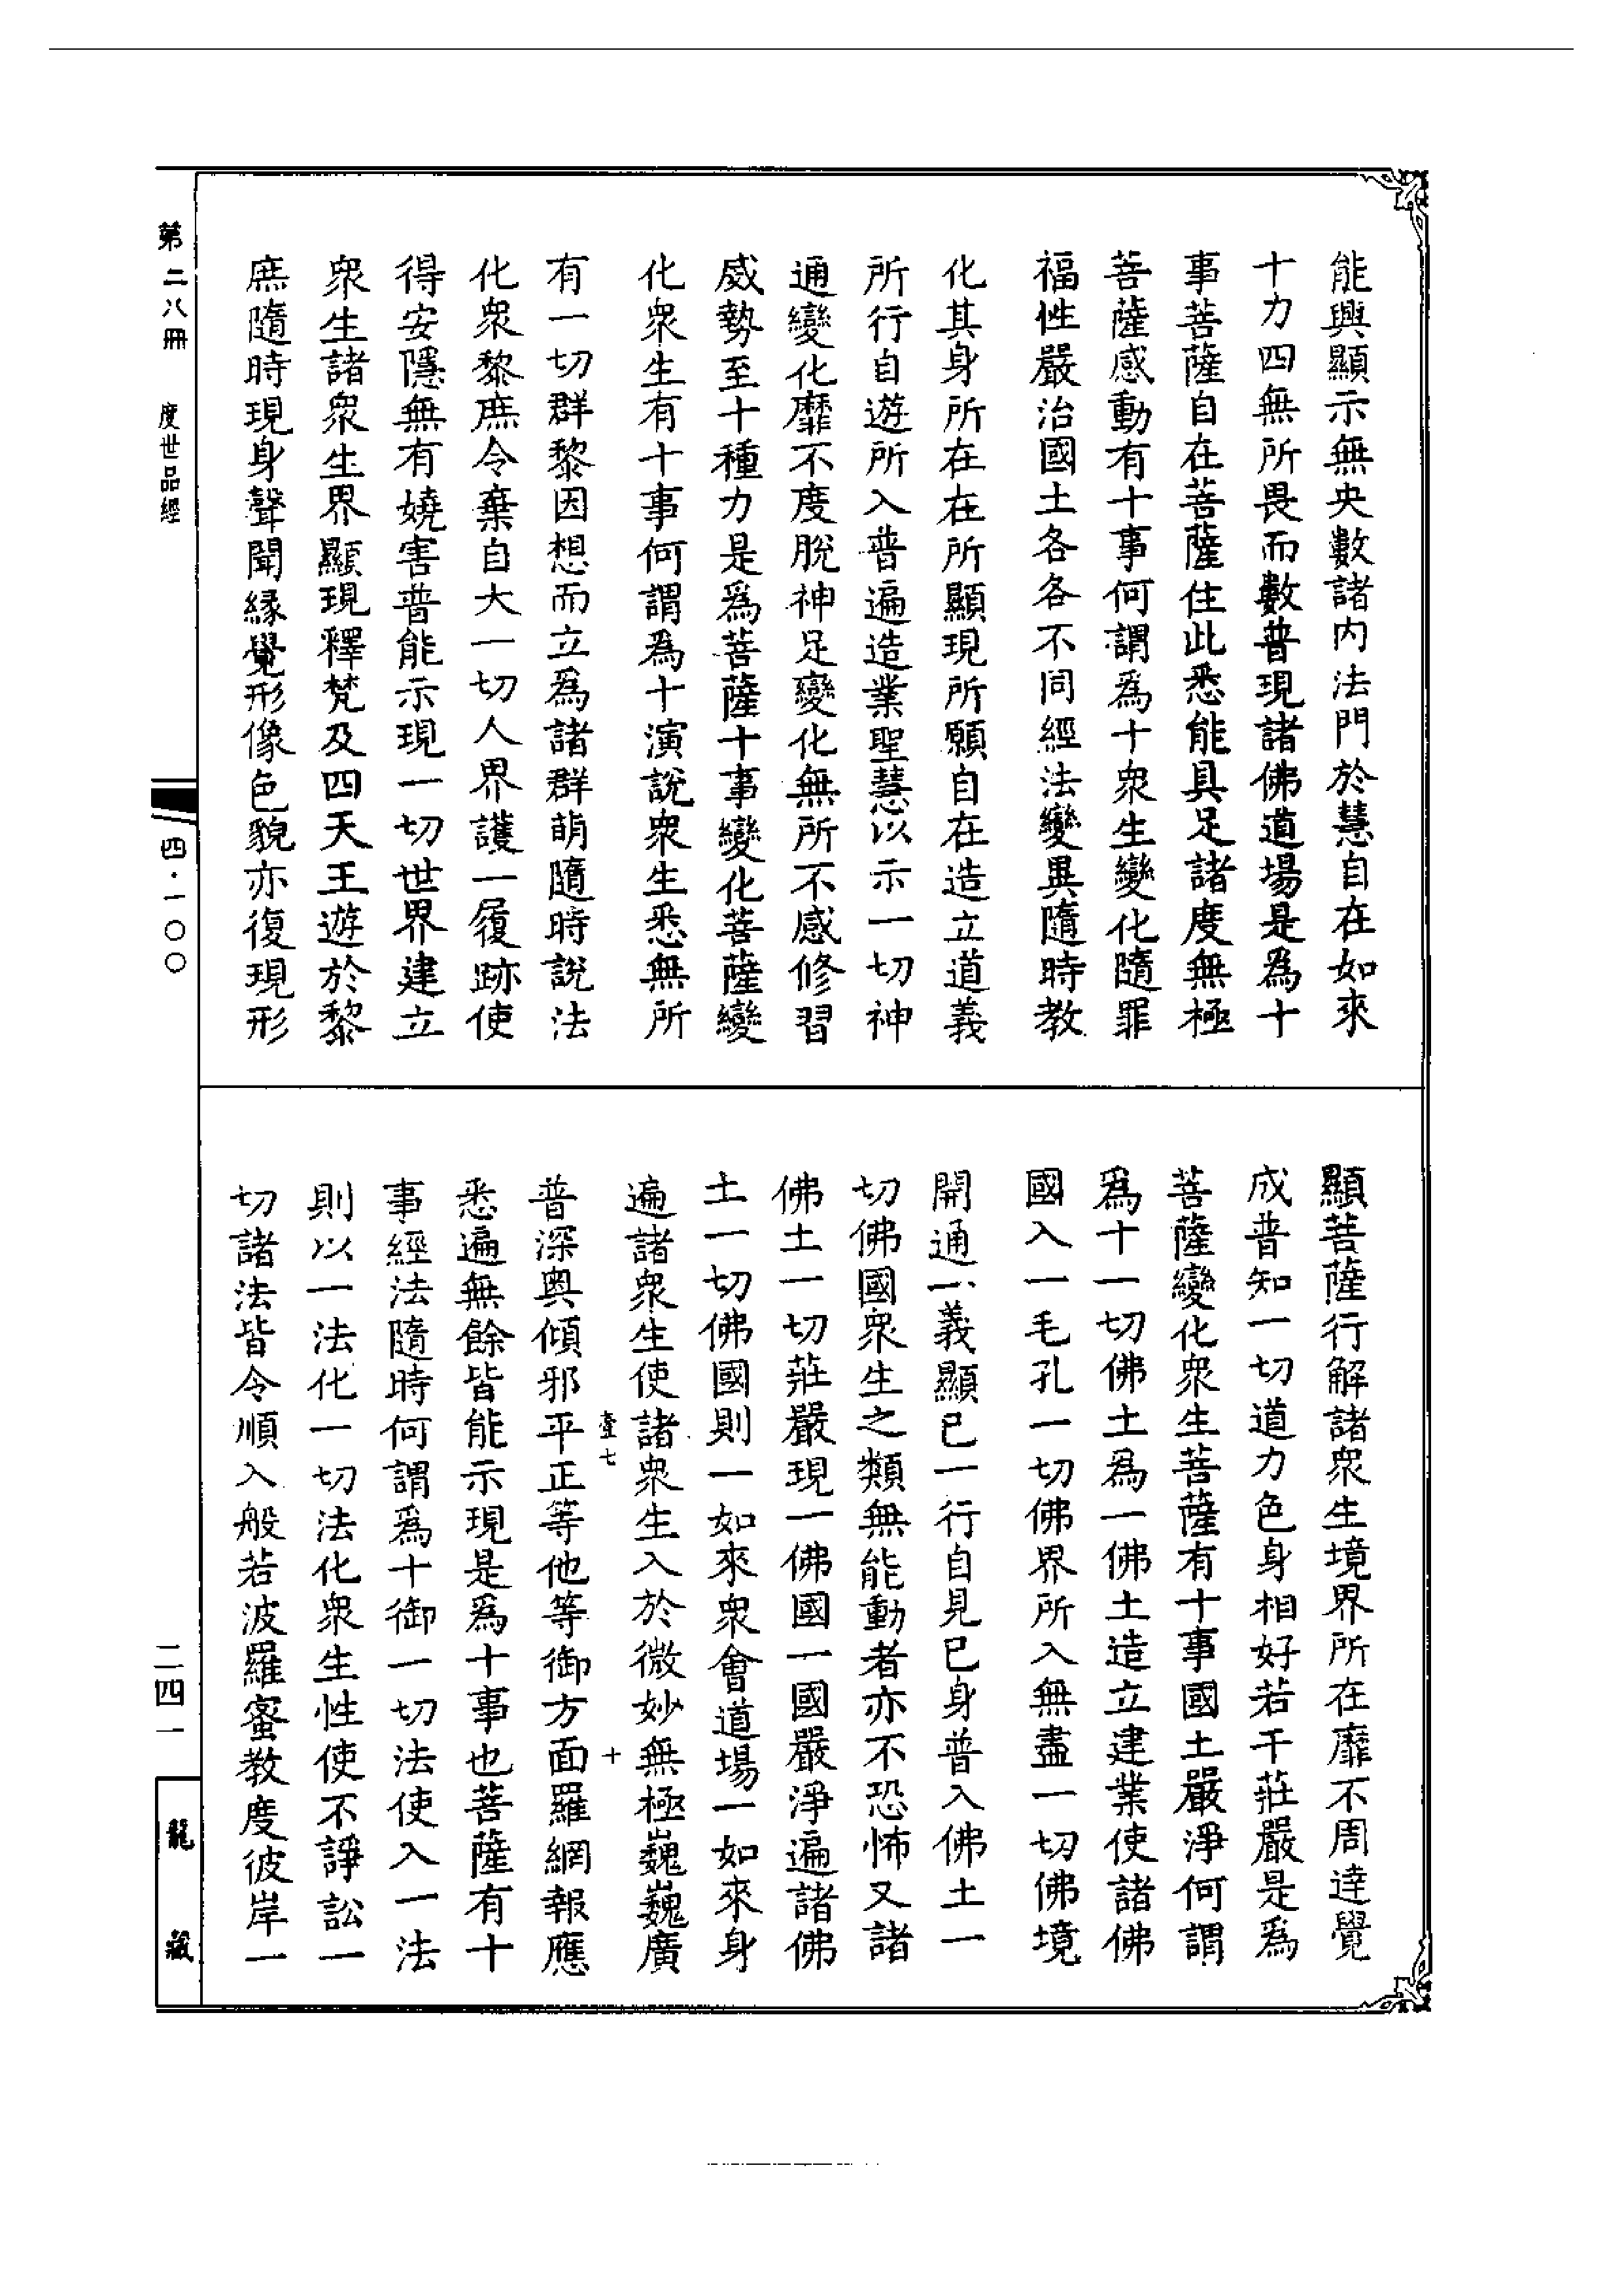 能興顯示無央數諸内法門於慧自在如來
十力四無所畏而數普現諸佛道場是為十
事菩薩自在菩薩住此悉能具足諸度無極
菩薩感動有十事何謂為十衆生變化隨罪
福性嚴治國土各各不同經法變異隨時教
化其身所在在所顯現所願自在造立道義
所行自遊所入普遍造業聖慧以示一切神
通變化靡不度脫神足變化無所不感修習
威勢至十種力是為菩薩十事變化菩薩變
化衆生有十事何謂為十演說衆生悉無所
有一切群黎因想而立為諸群萌隨時說法
化衆黎庶令棄自大一切人界護一履跡使
得安隱無有嬈害普能示現一切世界建立
衆生諸衆生界顯現釋梵及四天王遊於黎
庶隨時現身聲聞緣覺形像色貌亦復現形
顯菩薩行解諸衆生境界所在靡不周達覺
成普知一切道力色身相好若干莊嚴是為
菩薩變化衆生菩薩有十事國土嚴淨何謂
為十一切佛土為一佛土造立建業使諸佛
國入一毛孔一切佛界所入無盡一切佛境
開通一義顯已一行自見已身普入佛土一
切佛國衆生之類無能動者亦不恐怖又諸
佛土一切莊嚴現一佛國一國嚴淨遍諸佛
土一切佛國則一如來衆會道場一如來身
遍諸衆生使諸衆生入於微妙無極巍巍廣
臺七 十
普深奥傾邪平正等他等御方面羅網報應
悉遍無餘皆能示現是為十事也菩薩有十
事經法隨時何謂為十御一切法使入一法
則以一法化一切法化衆生性使不諍訟一
切諸法皆令順入般若波羅蜜教度彼岸一
第二八冊 度世品經
四·一〇〇
二四一
龍藏